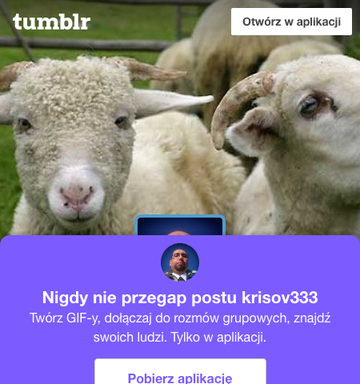 tumblr
Otwórz w aplikacji
Nigdy nie przegap postu krisov333
Twórz GIF-y, dołączaj do rozmów grupowych, znajdź
swoich ludzi. Tylko w aplikacji.
Pobierz aplikację